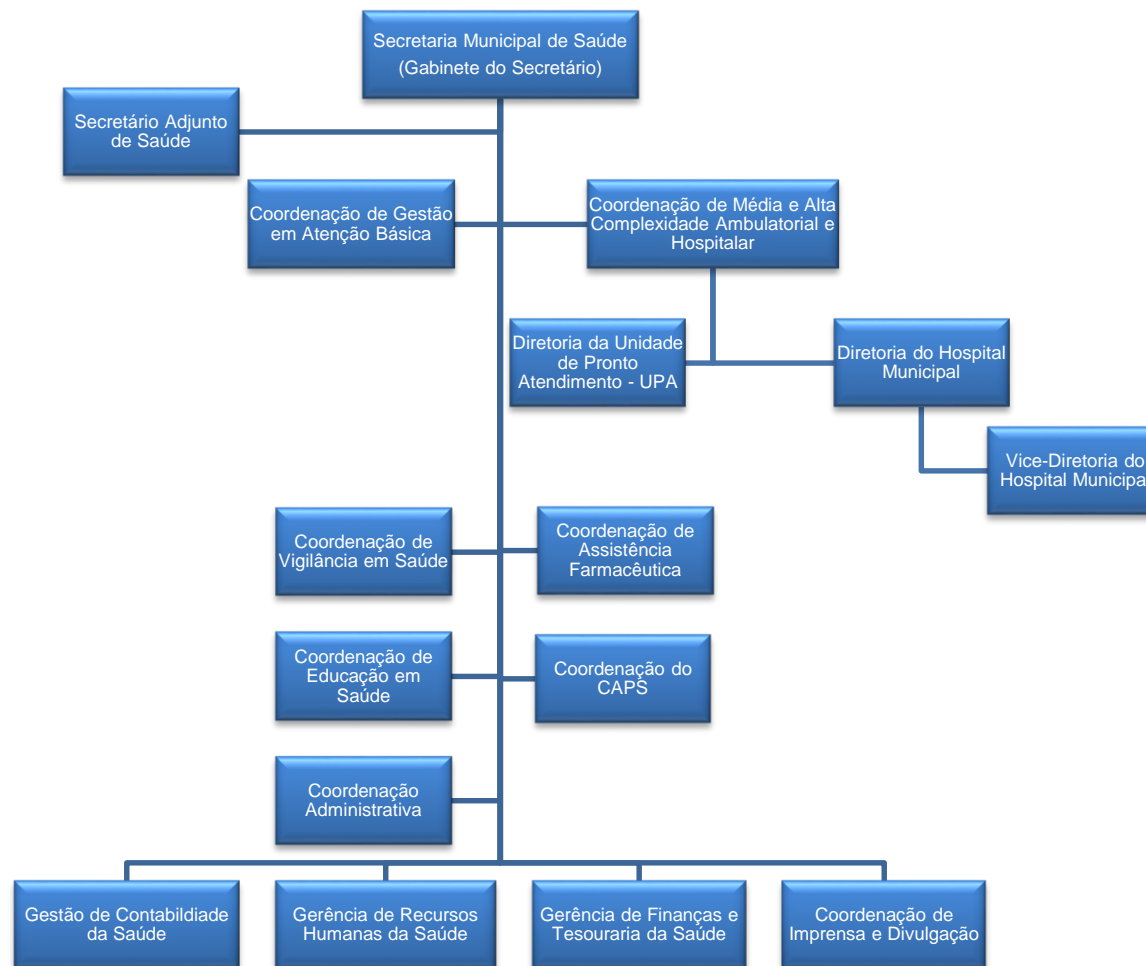 Secretaria Municipal de Saúde
(Gabinete do Secretário)
Secretário Adjunto
de Saúde
Coordenação de Gestão
em Atenção Básica
Coordenação de Média e Alta
Complexidade Ambulatorial e
Hospitalar
Diretoria da Unidade
de Pronto
Atendimento - UPA
Diretoria do Hospital
Municipal
Vice-Diretoria do
Hospital Municipal
Coordenação de
Vigilância em Saúde
Coordenação de
Assistência
Farmacêutica
Coordenação de
Educação em
Saúde
Coordenação do
CAPS
Coordenação
Administrativa
Gestão de Contabildiade
da Saúde
Gerência de Recursos
Humanas da Saúde
Gerência de Finanças e
Tesouraria da Saúde
Coordenação de
Imprensa e Divulgação